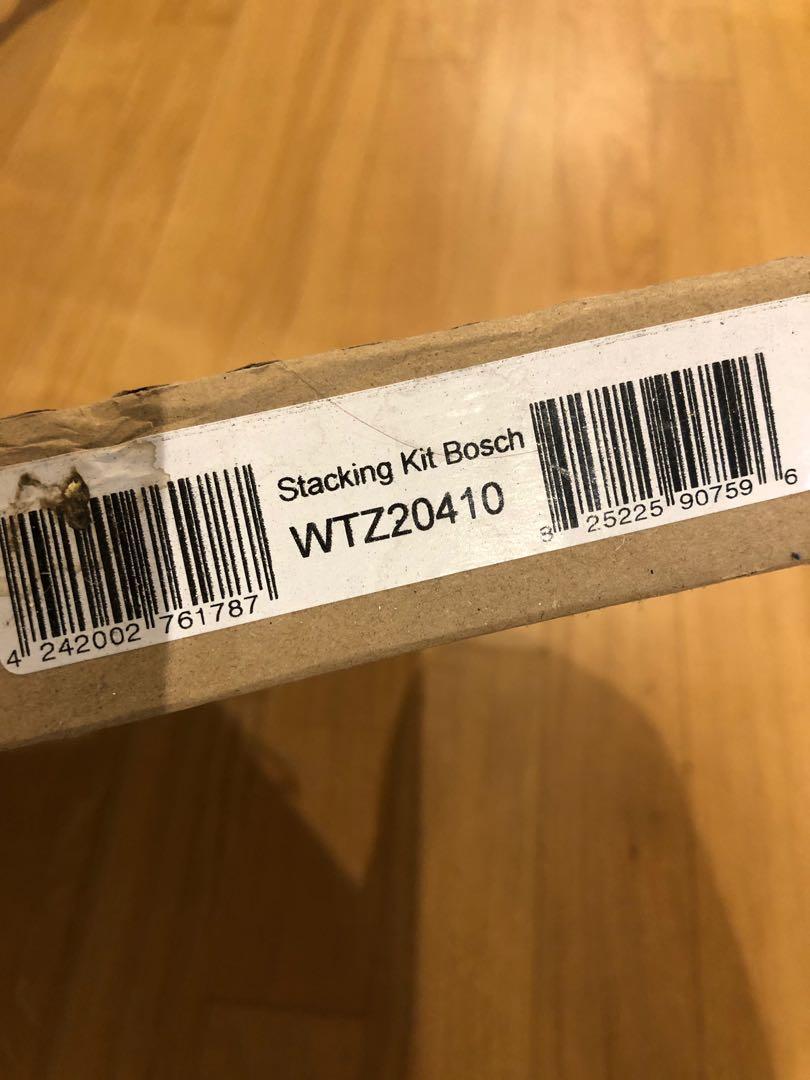 4 242002 761787
Stacking Kit Bosch
WTZ20410
8 25225 90759 6